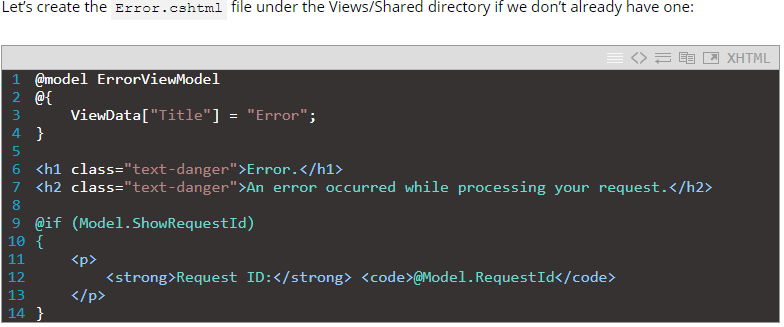 Let's create the Error.cshtml file under the Views/Shared directory if we don't already have one:
XHTML
1 @model ErrorViewModel
2 @{
3     ViewData["Title"] = "Error";
4 }
5
6 <h1 class="text-danger">Error.</h1>
7 <h2 class="text-danger">An error occurred while processing your request.</h2>
8
9 @if (Model.ShowRequestId)
10 {
11     <p>
12         <strong>Request ID:</strong> <code>@Model.RequestId</code>
13     </p>
14 }